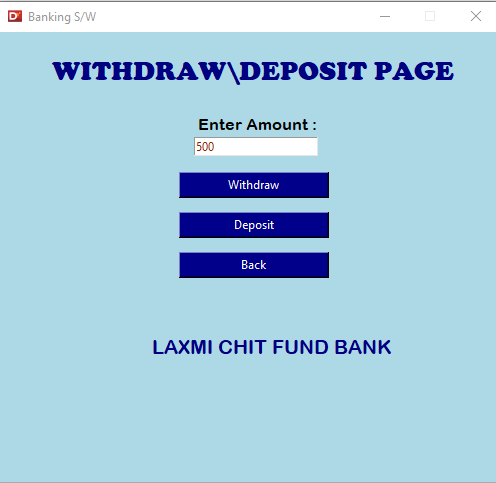 Banking S/W
WITHDRAW\DEPOSIT PAGE
Enter Amount :
500
Withdraw
Deposit
Back
LAXMI CHIT FUND BANK